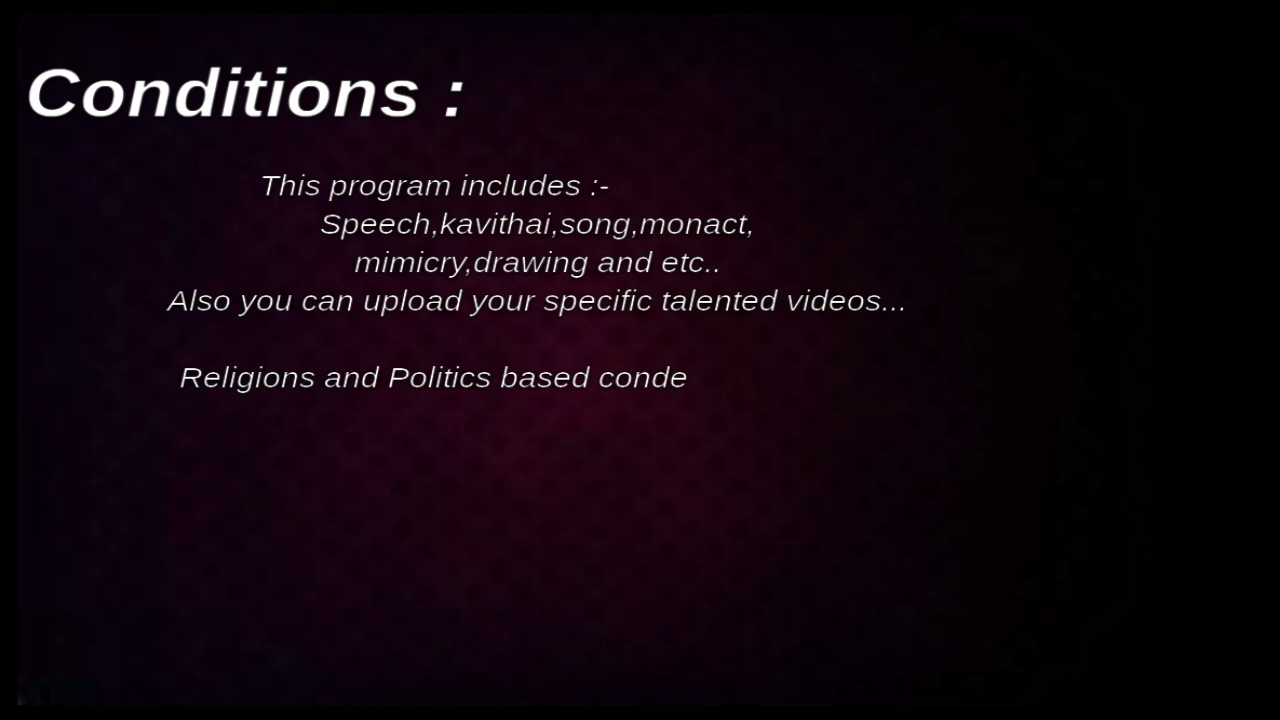 Conditions :
This program includes :-
Speech,kavithai,song,monact,
mimicry,drawing and etc..
Also you can upload your specific talented videos...
Religions and Politics based conde